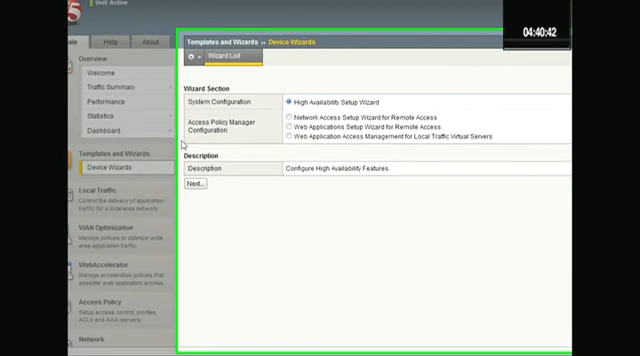 Unit: Active
04:40:42
5
ain
Help
About
Templates and Wizards » Device Wizards
Wizard List
Overview
Welcome
Traffic Summary
Performance
Statistics
Dashboard
Templates and Wizards
Device Wizards
Local Traffic
Control the delivery of application
traffic for a local area network.
WAN Optimization
Manage policies to optimize wide
area application traffic.
WebAccelerator
Manage acceleration policies that
expedite web application access.
Access Policy
Setup access control, profiles,
ACLs and AAA servers.
Network
Wizard Section
System Configuration
High Availability Setup Wizard
Access Policy Manager
Configuration
Network Access Setup Wizard for Remote Access
Web Applications Setup Wizard for Remote Access
Web Application Access Management for Local Traffic Virtual Servers
Description
Description
Configure High Availability Features.
Next..